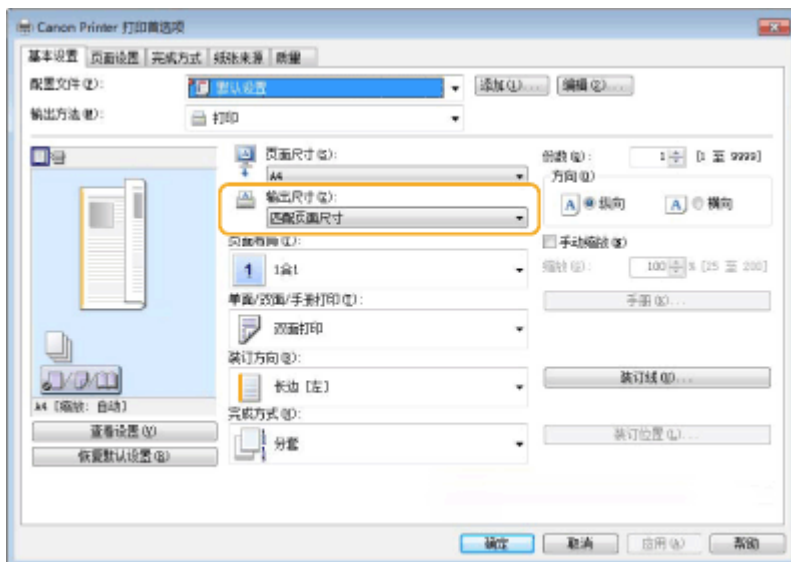 Canon Printer 打印首选项
基本设置 页面设置 完成方式 纸张来源 质量
配置文件(F): 默认设置 添加(1)... 编辑(2)...
输出方法(M): 打印
页面尺寸(S): 份数(N): 1 [1 至 9999]
A4 方向(O)
输出尺寸(Z): A 纵向 A 横向
匹配页面尺寸
页面布局(T): 手动缩放(W)
1 1合1 缩放(G): 100 % [25 至 200]
单面/双面/手册打印(T): 手册(K)...
双面打印
装订方向(B): 装订线(U)...
长边 [左]
A4 [缩放: 自动] 完成方式(H):
查看设置(V) 分套 装订位置(L)...
恢复默认设置(R)
确定 取消 应用(A) 帮助